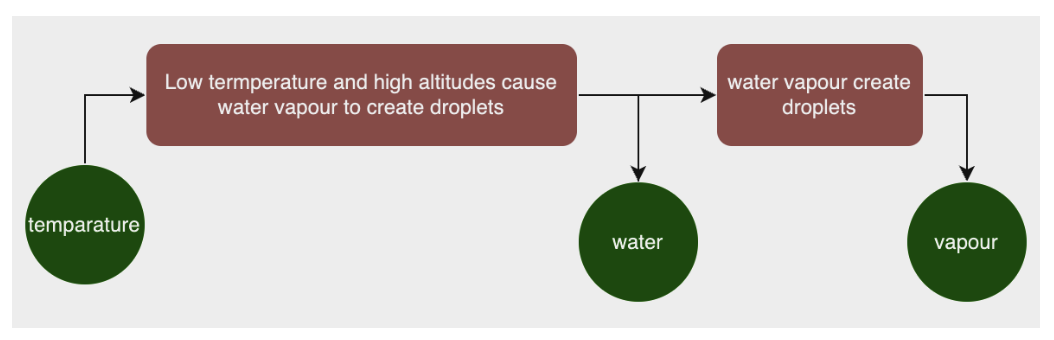 Low termperature and high altitudes cause
water vapour to create droplets
water vapour create
droplets
temparature
water
vapour